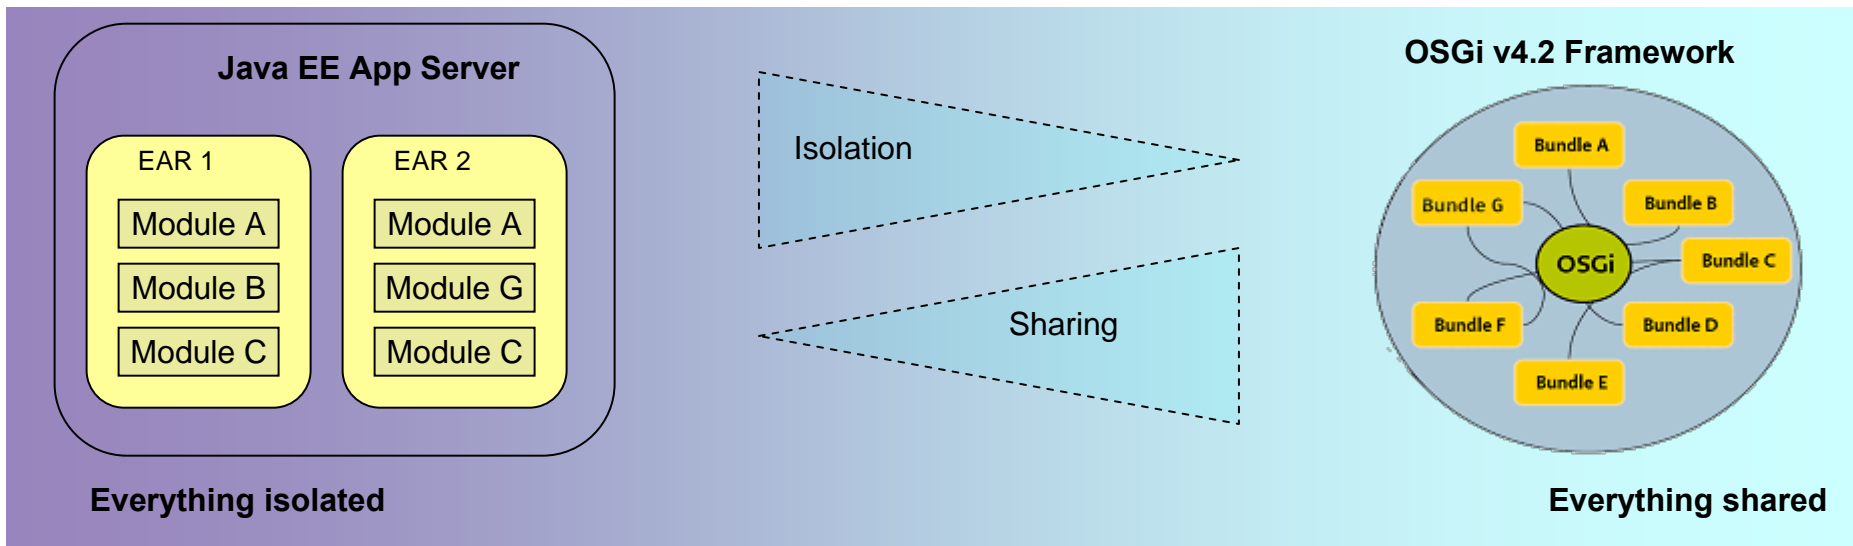 Java EE App Server
EAR 1
Module A
Module B
Module C
EAR 2
Module A
Module G
Module C
Everything isolated
Isolation
Sharing
OSGi v4.2 Framework
Bundle A
Bundle G
Bundle B
OSGi
Bundle C
Bundle F
Bundle D
Bundle E
Everything shared